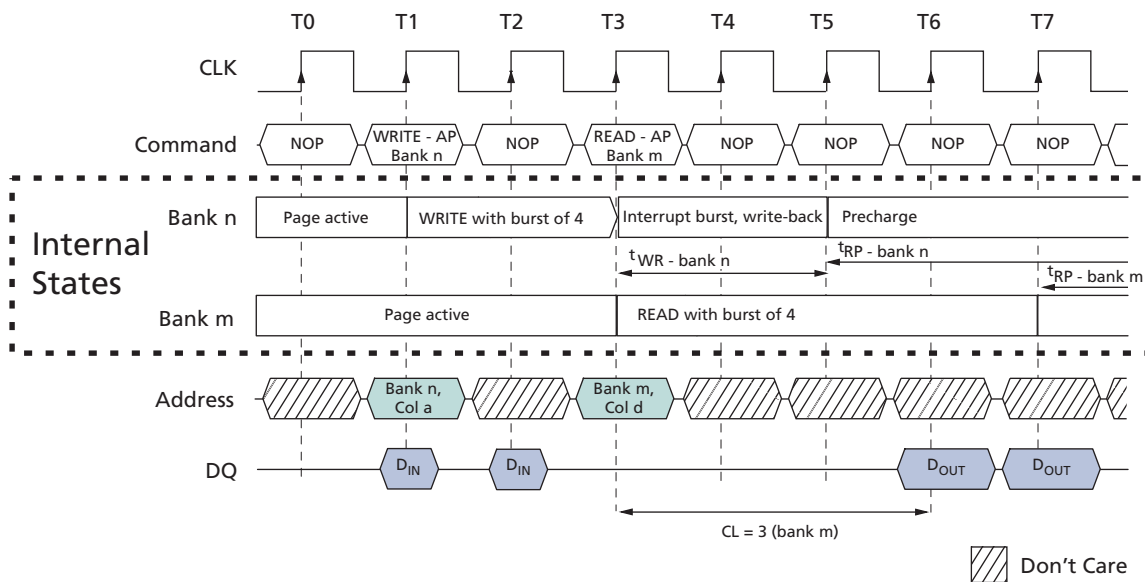 T0 T1 T2 T3 T4 T5 T6 T7
CLK
Command NOP WRITE - AP Bank n NOP READ - AP Bank m NOP NOP NOP NOP
Internal States
Bank n Page active WRITE with burst of 4 Interrupt burst, write-back Precharge
tWR - bank n tRP - bank n
tRP - bank m
Bank m Page active READ with burst of 4
Address Bank n, Col a Bank m, Col d
DQ DIN DIN DOUT DOUT
CL = 3 (bank m)
Don't Care